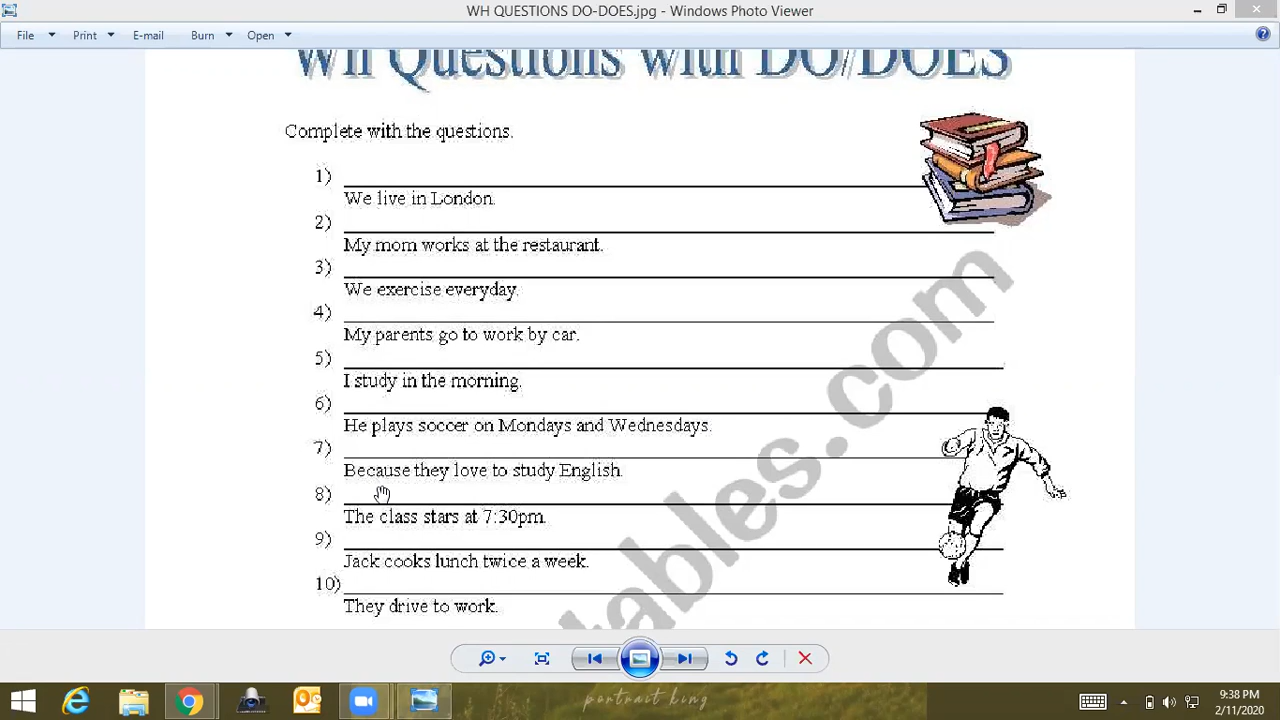 WH QUESTIONS DO-DOES.jpg - Windows Photo Viewer
File Print E-mail Burn Open
Wh Questions with DO/DOES
Complete with the questions.
1)
We live in London.
2)
My mom works at the restaurant.
3)
We exercise everyday.
4)
My parents go to work by car.
5)
I study in the morning.
6)
He plays soccer on Mondays and Wednesdays.
7)
Because they love to study English.
8)
The class stars at 7:30pm.
9)
Jack cooks lunch twice a week.
10)
They drive to work.
tables.com
portrait king
9:38 PM
2/11/2020